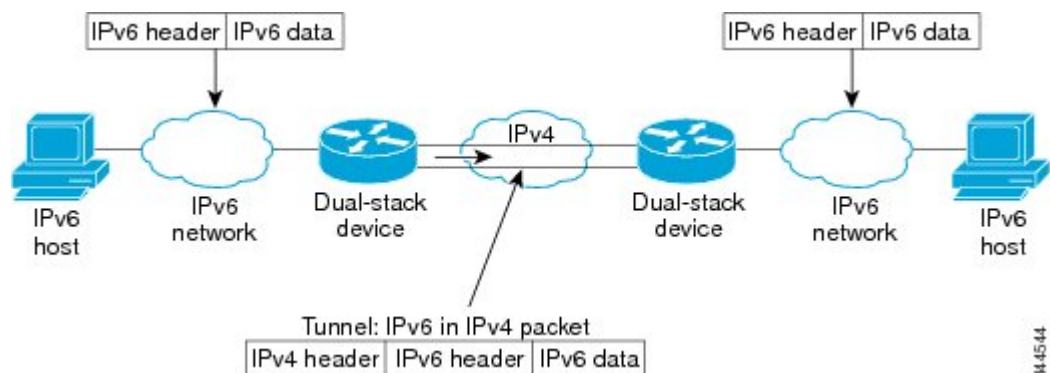 IPv6 header IPv6 data
IPv6 header IPv6 data
IPv4
IPv6
host
IPv6
network
Dual-stack
device
Dual-stack
device
IPv6
network
IPv6
host
Tunnel: IPv6 in IPv4 packet
IPv4 header IPv6 header IPv6 data